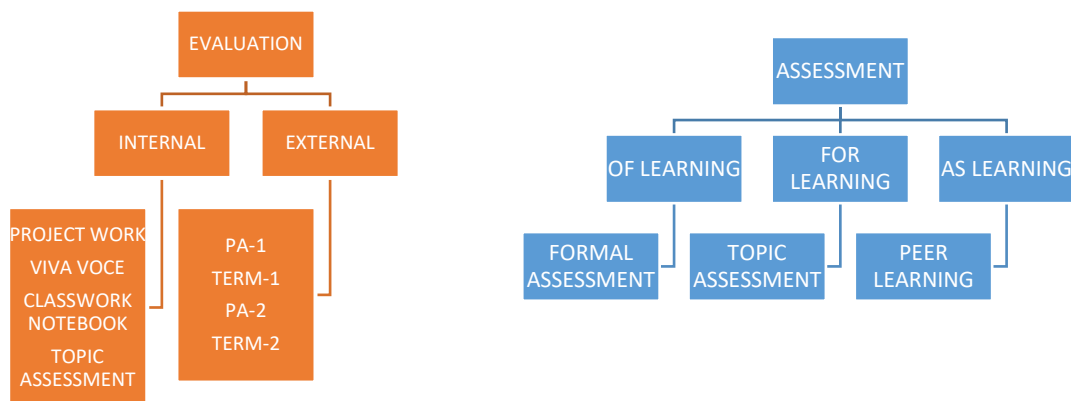 EVALUATION
INTERNAL
EXTERNAL
PROJECT WORK
VIVA VOCE
CLASSWORK
NOTEBOOK
TOPIC
ASSESSMENT
PA-1
TERM-1
PA-2
TERM-2
ASSESSMENT
OF LEARNING
FOR
LEARNING
AS LEARNING
FORMAL
ASSESSMENT
TOPIC
ASSESSMENT
PEER
LEARNING